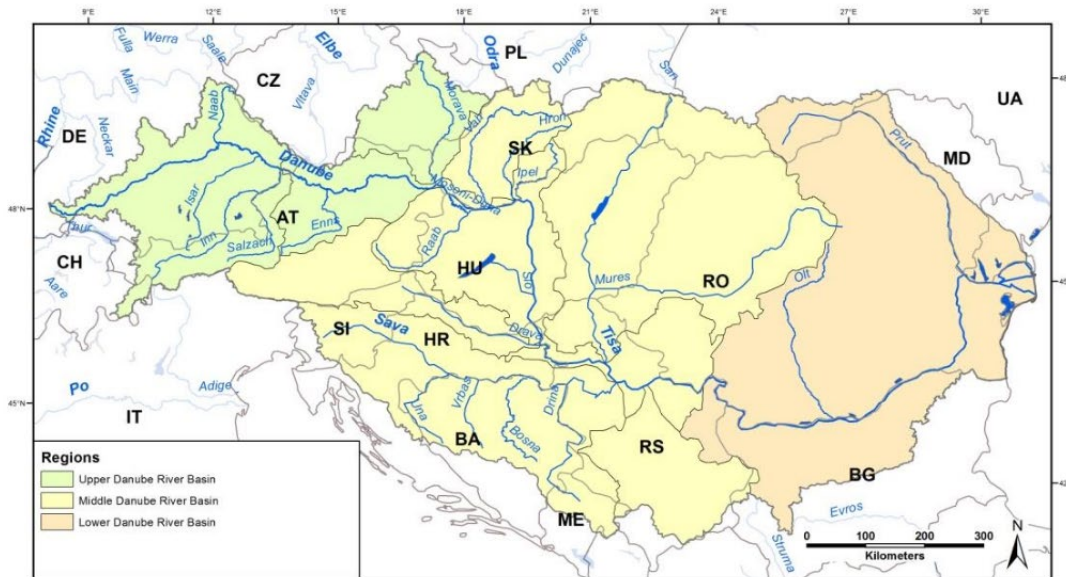 9°E
12°E
15°E
18°E
21°E
24°E
27°E
30°E
Fulla
Werra
Saale
Elbe
Odra
PL
Dunajec
San
CZ
UA
Main
Vltava
Naab
Morava
Rhine
DE
Neckar
Vah
Hron
SK
Prut
MD
Danube
Ipel
Isar
Mosoni-Duna
48°N
AT
Enns
Inn
Salzach
Raab
CH
HU
Sio
Mures
RO
Olt
Aare
SI
Sava
HR
Drava
Tisa
Po
Adige
45°N
45°N
IT
Una
Vrbas
Bosna
Drina
BA
RS
BG
ME
Evros
Struma
Regions
Upper Danube River Basin
Middle Danube River Basin
Lower Danube River Basin
N
0 100 200 300
Kilometers